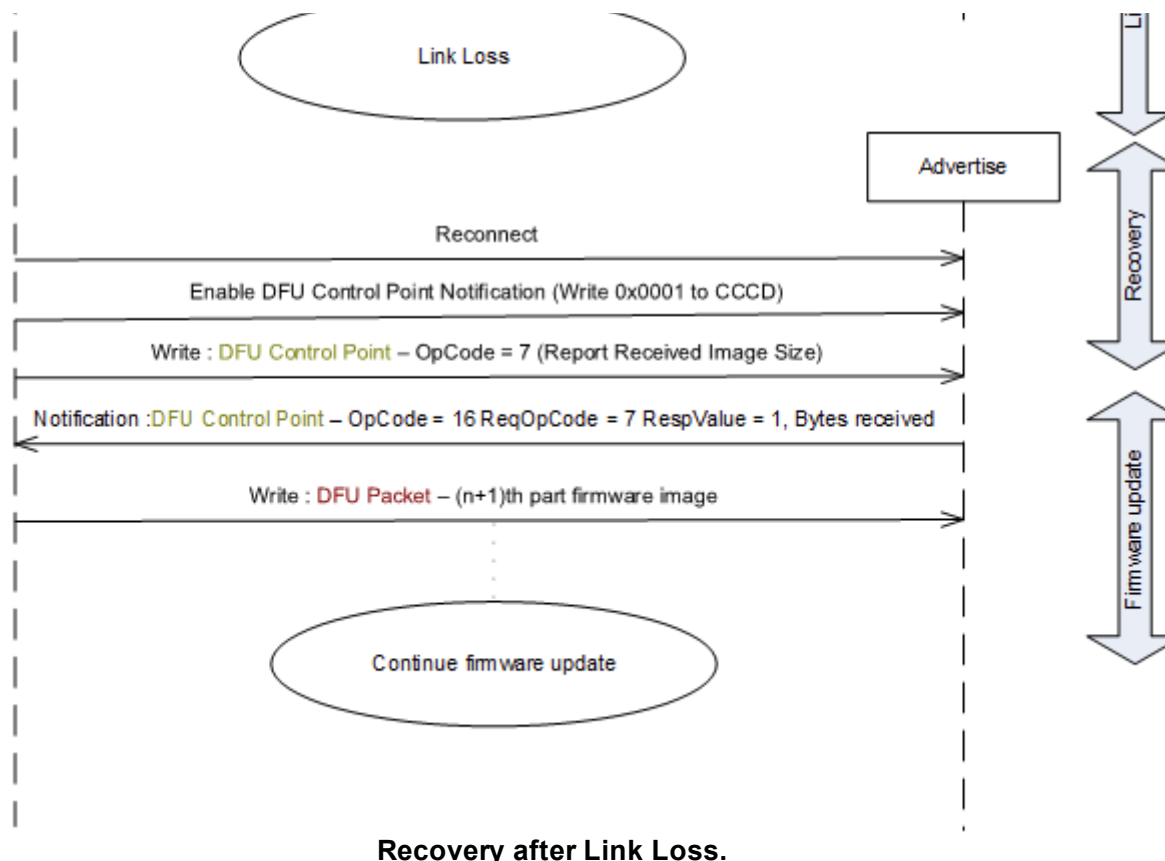 Link Loss
Li
Advertise
Recovery
Reconnect
Enable DFU Control Point Notification (Write 0x0001 to CCCD)
Write : DFU Control Point – OpCode = 7 (Report Received Image Size)
Notification :DFU Control Point – OpCode = 16 ReqOpCode = 7 RespValue = 1, Bytes received
Write : DFU Packet – (n+1)th part firmware image
Firmware update
Continue firmware update
Recovery after Link Loss.